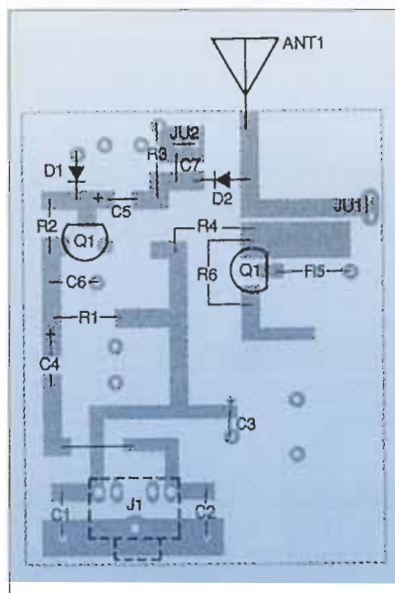 ANT1
JU2
R3
C7
D1
D2
JU1
+
C5
R2
R4
Q1
Q1
R6
R5
C6
R1
+
C4
C3
J1
C1
C2